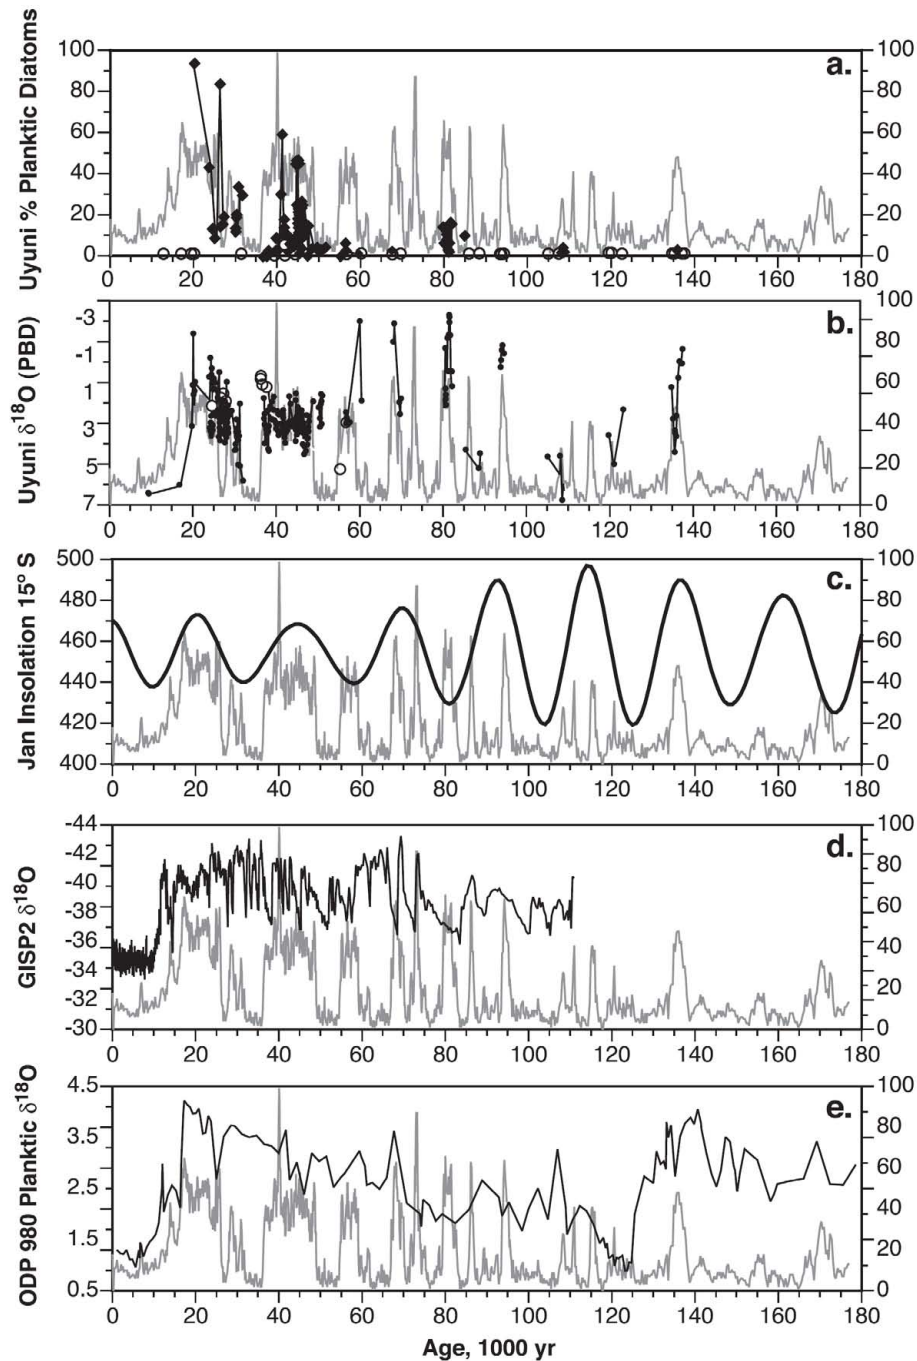 Uyuni % Planktic Diatoms
a.
100 80 60 40 20 0
100 80 60 40 20 0
0 20 40 60 80 100 120 140 160 180
Uyuni δ18O (PBD)
b.
-3 -1 1 3 5 7
100 80 60 40 20 0
0 20 40 60 80 100 120 140 160 177
Jan Insolation 15° S
c.
500 480 460 440 420 400
100 80 60 40 20 0
0 20 40 60 80 100 120 140 160 180
GISP2 δ18O
d.
-44 -42 -40 -38 -36 -34 -32 -30
100 80 60 40 20 0
0 20 40 60 80 100 120 140 160 180
ODP 980 Planktic δ18O
e.
4.5 3.5 2.5 1.5 0.5
100 80 60 40 20 0
0 20 40 60 80 100 120 140 160 180
Age, 1000 yr